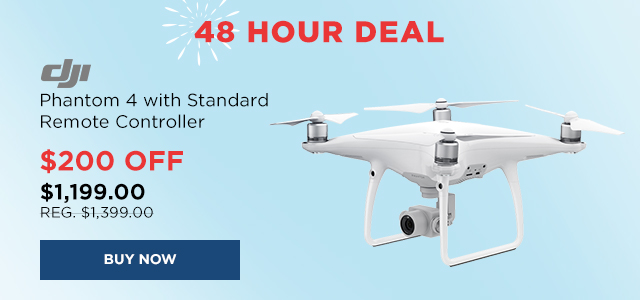 48 HOUR DEAL
dji
Phantom 4 with Standard
Remote Controller
$200 OFF
$1,199.00
REG. $1,399.00
BUY NOW